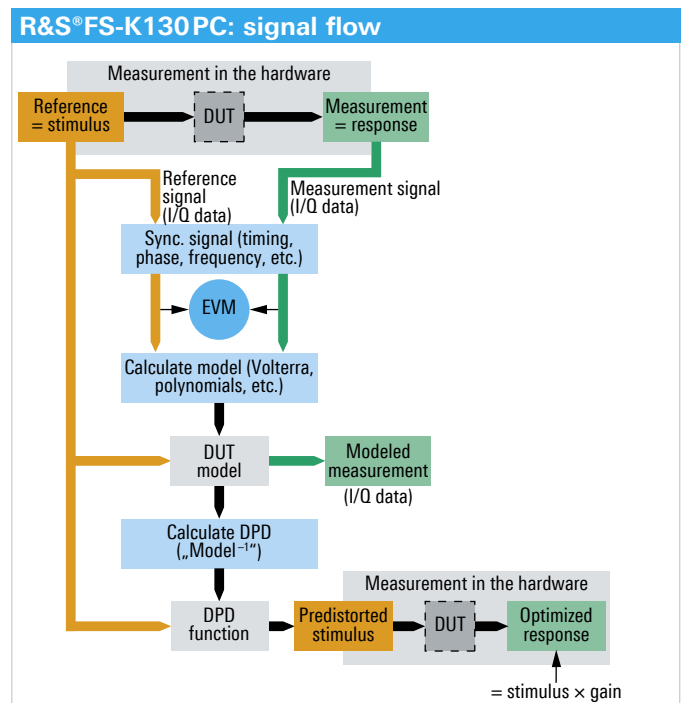 R&S®FS-K130PC: signal flow
Measurement in the hardware
Reference
= stimulus
DUT
Measurement
= response
Reference
signal
(I/Q data)
Measurement signal
(I/Q data)
Sync. signal (timing,
phase, frequency, etc.)
EVM
Calculate model (Volterra,
polynomials, etc.)
DUT
model
Modeled
measurement
(I/Q data)
Calculate DPD
(„Model⁻¹“)
Measurement in the hardware
DPD
function
Predistorted
stimulus
DUT
Optimized
response
= stimulus × gain